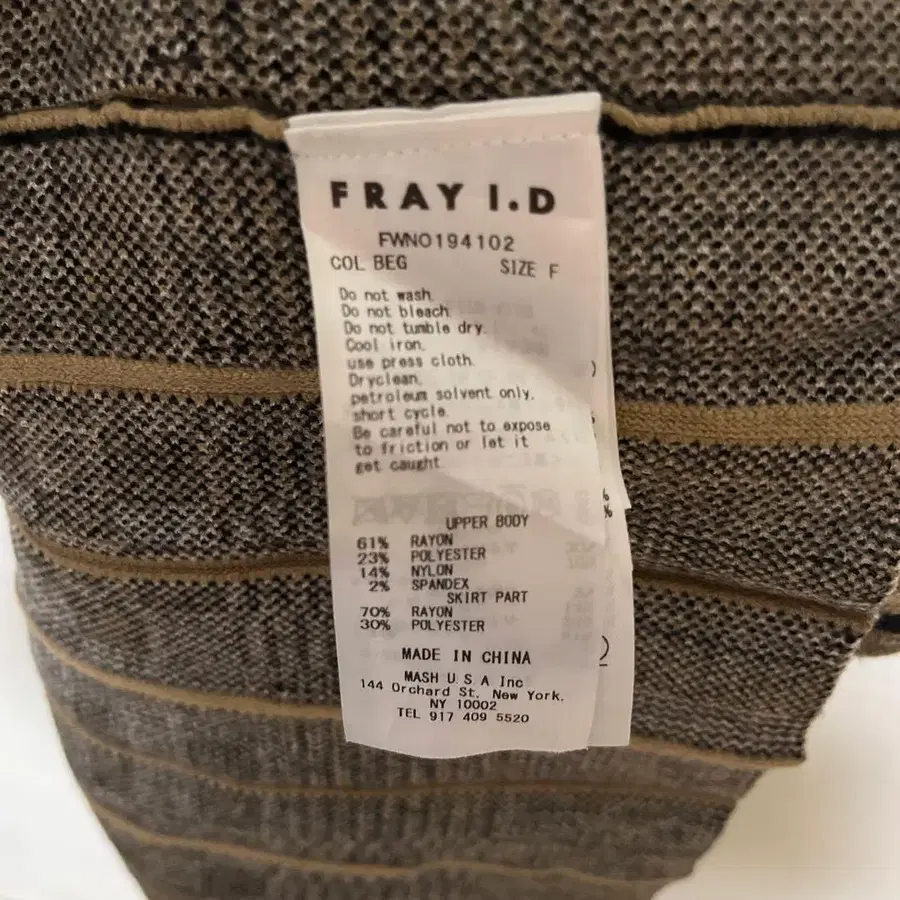 FRAY I.D
FWNO194102
COL BEG SIZE F
Do not wash.
Do not bleach.
Do not tumble dry.
Cool iron.
use press cloth.
Dryclean.
petroleum solvent only.
short cycle.
Be careful not to expose
to friction or let it
get caught.
UPPER BODY
61% RAYON
23% POLYESTER
14% NYLON
2% SPANDEX
SKIRT PART
70% RAYON
30% POLYESTER
MADE IN CHINA
MASH U.S.A Inc
144 Orchard St. New York,
NY 10002
TEL 917 409 5520